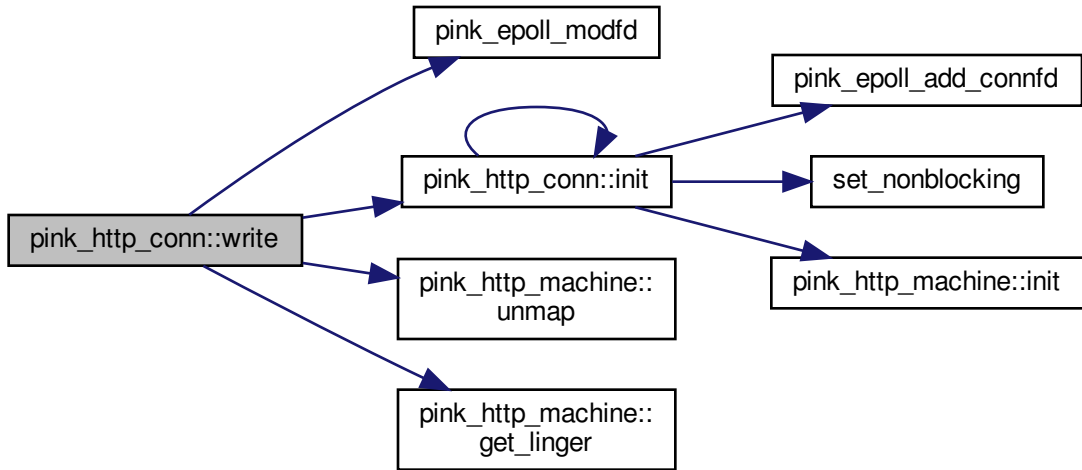 pink_epoll_modfd
pink_epoll_add_connfd
pink_http_conn::init
set_nonblocking
pink_http_conn::write
pink_http_machine::init
pink_http_machine::
unmap
pink_http_machine::
get_linger